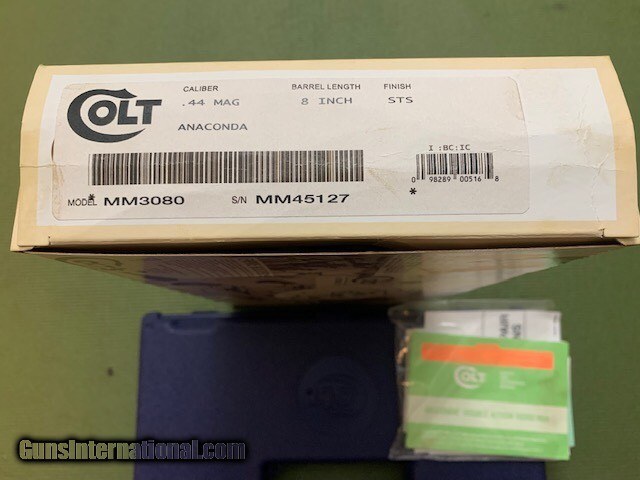 COLT
CALIBER BARREL LENGTH FINISH
.44 MAG 8 INCH STS
ANACONDA
I :BC:IC
0 98289 00516 8
*
MODEL MM3080 S/N MM45127
*
COLT
GunsInternational.com